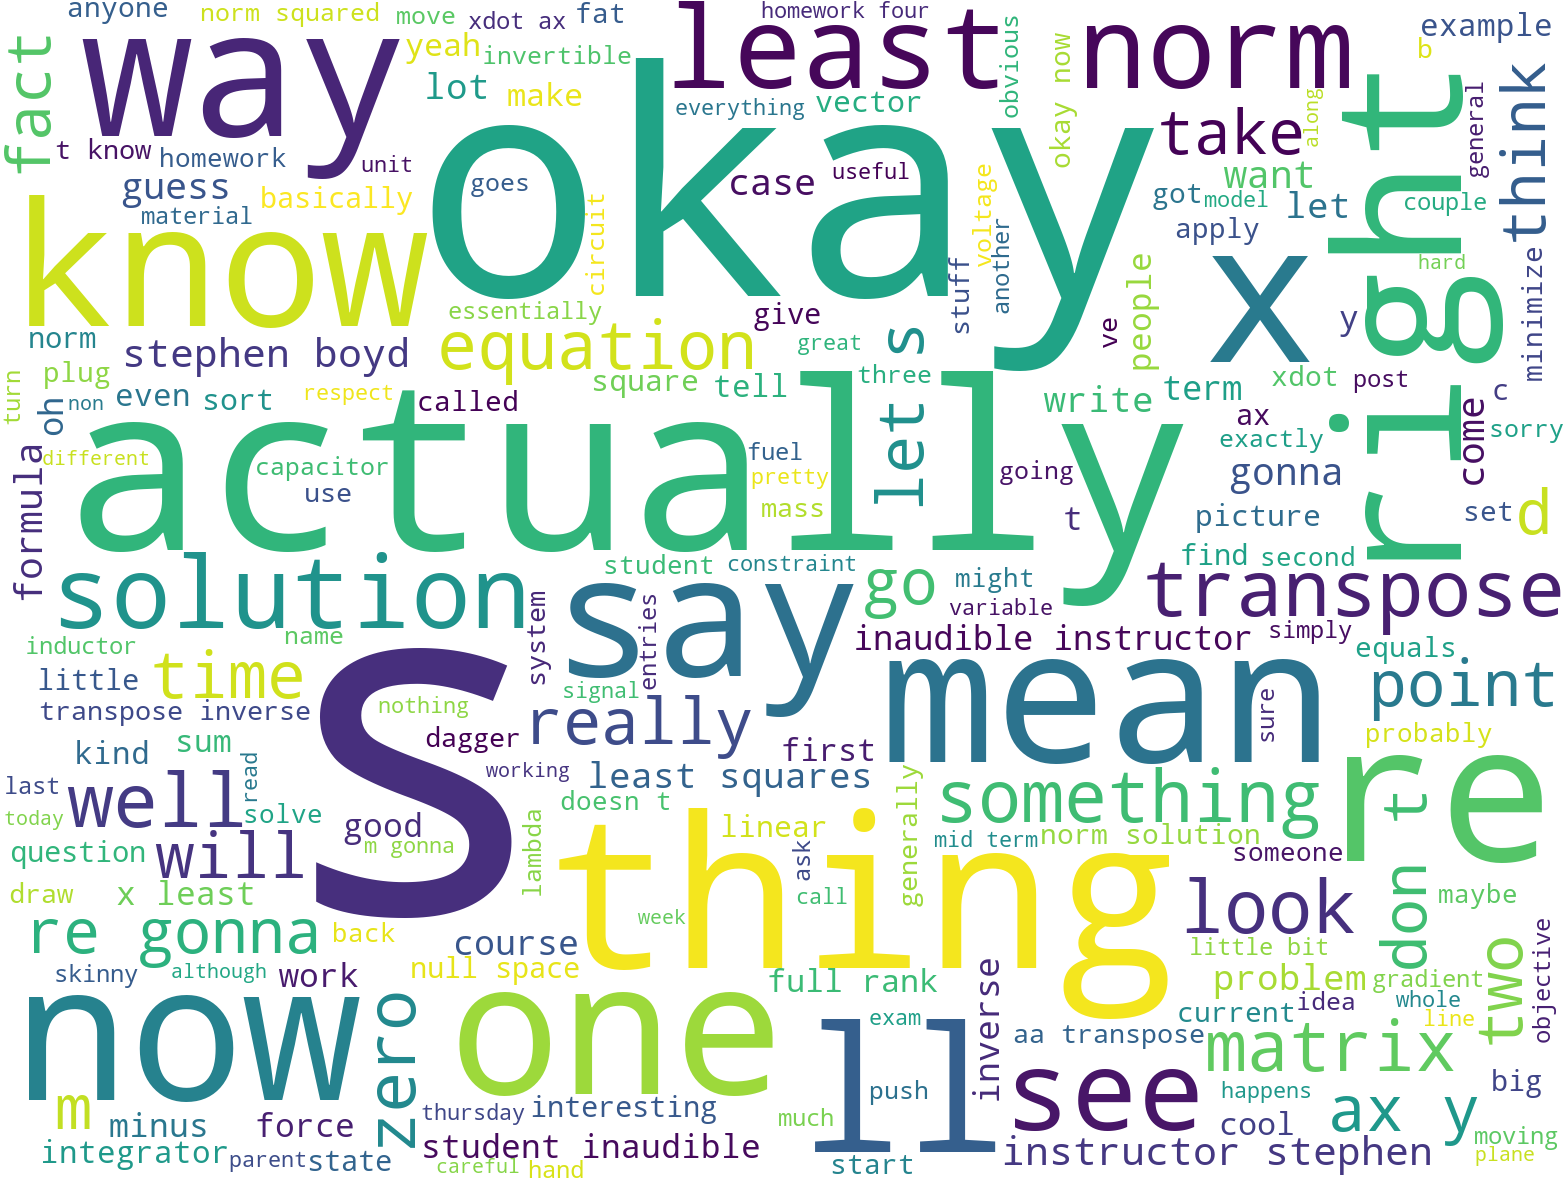 anyone
norm squared
move
xdot ax
fat
homework four
least norm
example
b
way
yeah
invertible
fact
lot
make
everything
vector
obvious
okay now
right
think
general
along
take
t know
homework
unit
okay
goes
case
useful
want
guess
basically
material
got
model
let
couple
apply
know
circuit
voltage
another
stuff
x
hard
essentially
give
ve
people
y
minimize
norm
stephen boyd
equation
let s
great
three
square
tell
xdot
post
plug
turn
non
oh
even
sort
respect
called
write
term
c
actually
ax
exactly
come
sorry
different
formula
capacitor
use
fuel
pretty
mass
going
gonna
t
picture
set
d
solution
student
constraint
say
go
might
find
second
transpose
system
entries
variable
inaudible instructor
simply
inductor
name
time
s
signal
mean
equals
point
little
transpose inverse
nothing
really
dagger
sure
kind
sum
first
probably
re
last
well
read
working
least squares
something
don t
today
solve
good
m gonna
lambda
doesn t
thing
linear
generally
mid term
norm solution
question
will
ask
someone
draw
x least
call
look
maybe
re gonna
back
week
course
little bit
two
objective
skinny
although
work
null space
full rank
inverse
problem
gradient
now
zero
one
ll
exam
current
idea
whole
line
aa transpose
matrix
see
push
happens
big
m
minus
force
thursday
interesting
much
cool
ax y
integrator
parent
state
student inaudible
careful
hand
start
instructor stephen
moving
plane